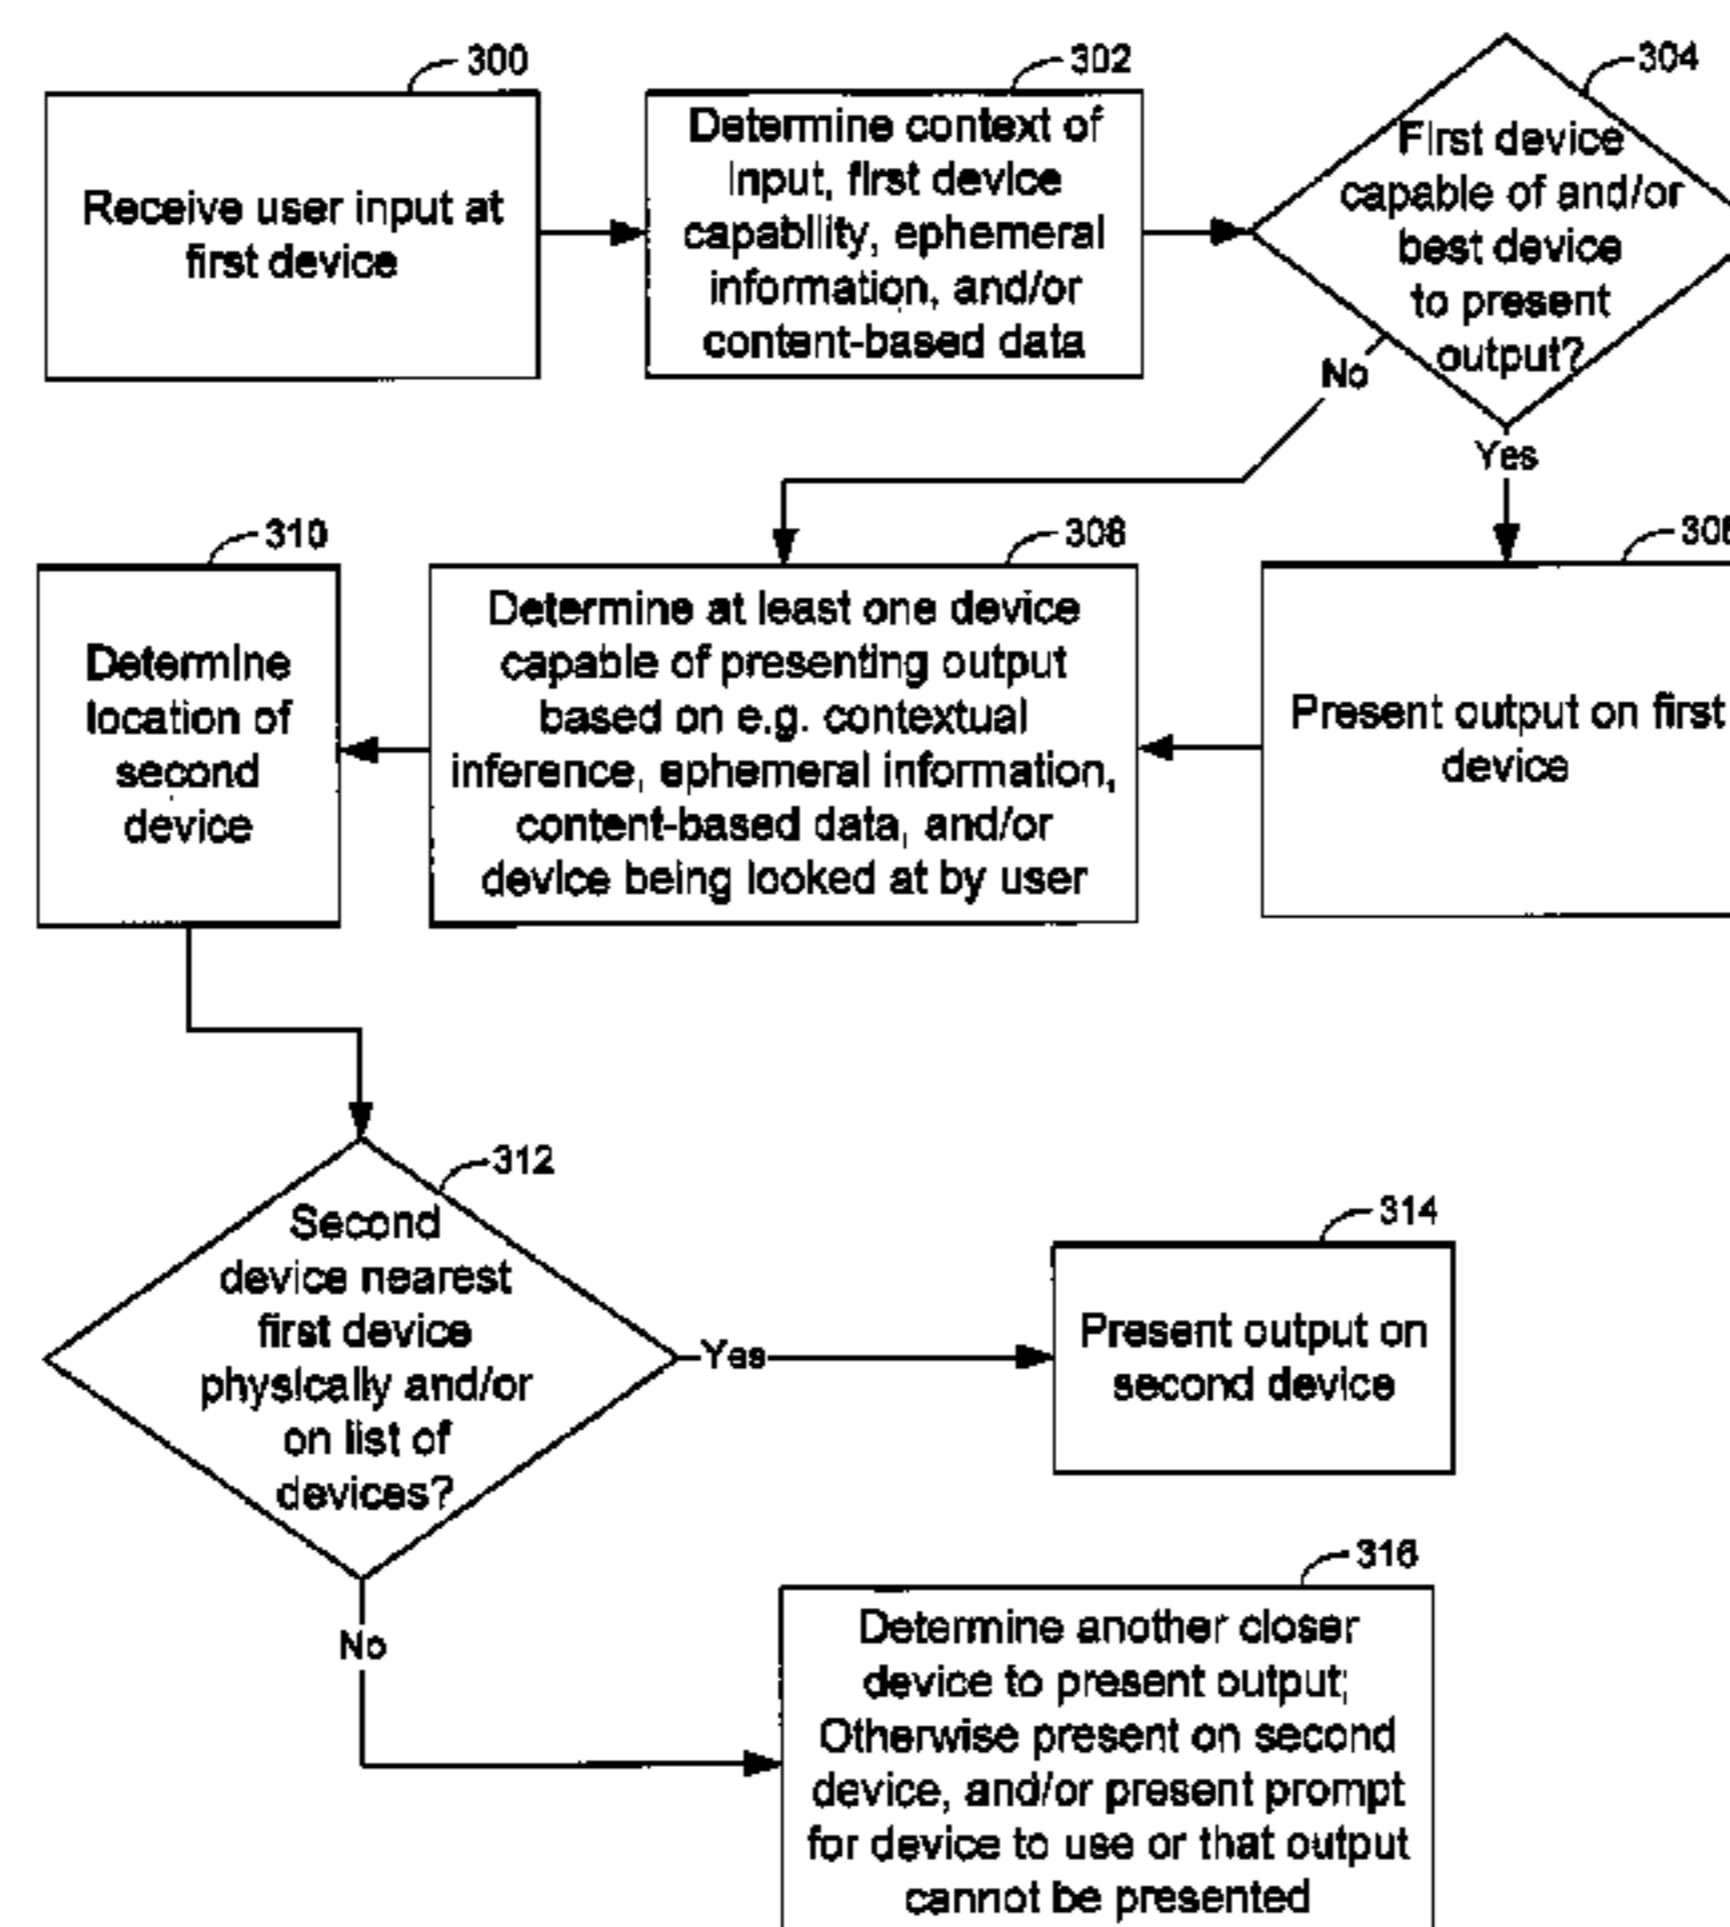 300
Receive user input at
first device
302
Determine context of
input, first device
capability, ephemeral
information, and/or
content-based data
304
First device
capable of and/or
best device
to present
output?
No
Yes
310
Determine
location of
second
device
308
Determine at least one device
capable of presenting output
based on e.g. contextual
inference, ephemeral information,
content-based data, and/or
device being looked at by user
Present output on first
device
312
Second
device nearest
first device
physically and/or
on list of
devices?
Yes
314
Present output on
second device
No
316
Determine another closer
device to present output;
Otherwise present on second
device, and/or present prompt
for device to use or that output
cannot be presented